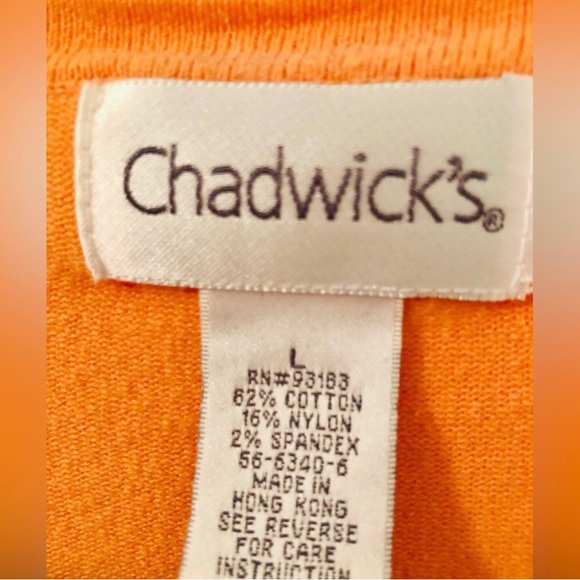 Chadwick's®
L
RN#93183
82% COTTON
16% NYLON
2% SPANDEX
56-6340-6
MADE IN
HONG KONG
SEE REVERSE
FOR CARE
INSTRUCTION